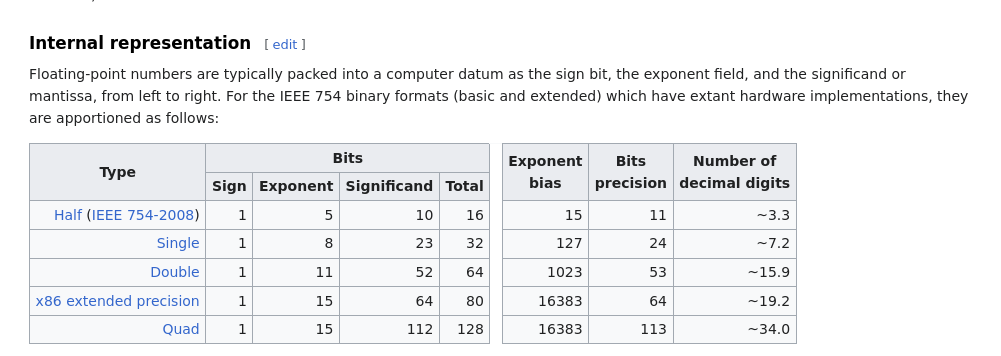 Internal representation [ edit ]
Floating-point numbers are typically packed into a computer datum as the sign bit, the exponent field, and the significand or
mantissa, from left to right. For the IEEE 754 binary formats (basic and extended) which have extant hardware implementations, they
are apportioned as follows:
Type Bits Exponent bias Bits precision Number of decimal digits
Sign Exponent Significand Total
Half (IEEE 754-2008) 1 5 10 16 15 11 ~3.3
Single 1 8 23 32 127 24 ~7.2
Double 1 11 52 64 1023 53 ~15.9
x86 extended precision 1 15 64 80 16383 64 ~19.2
Quad 1 15 112 128 16383 113 ~34.0